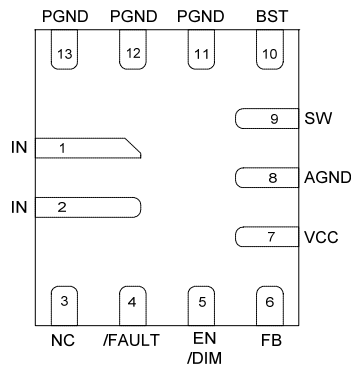 PGND PGND PGND BST
13 12 11 10
9 SW
IN 1
8 AGND
IN 2
7 VCC
3 4 5 6
NC /FAULT EN /DIM FB